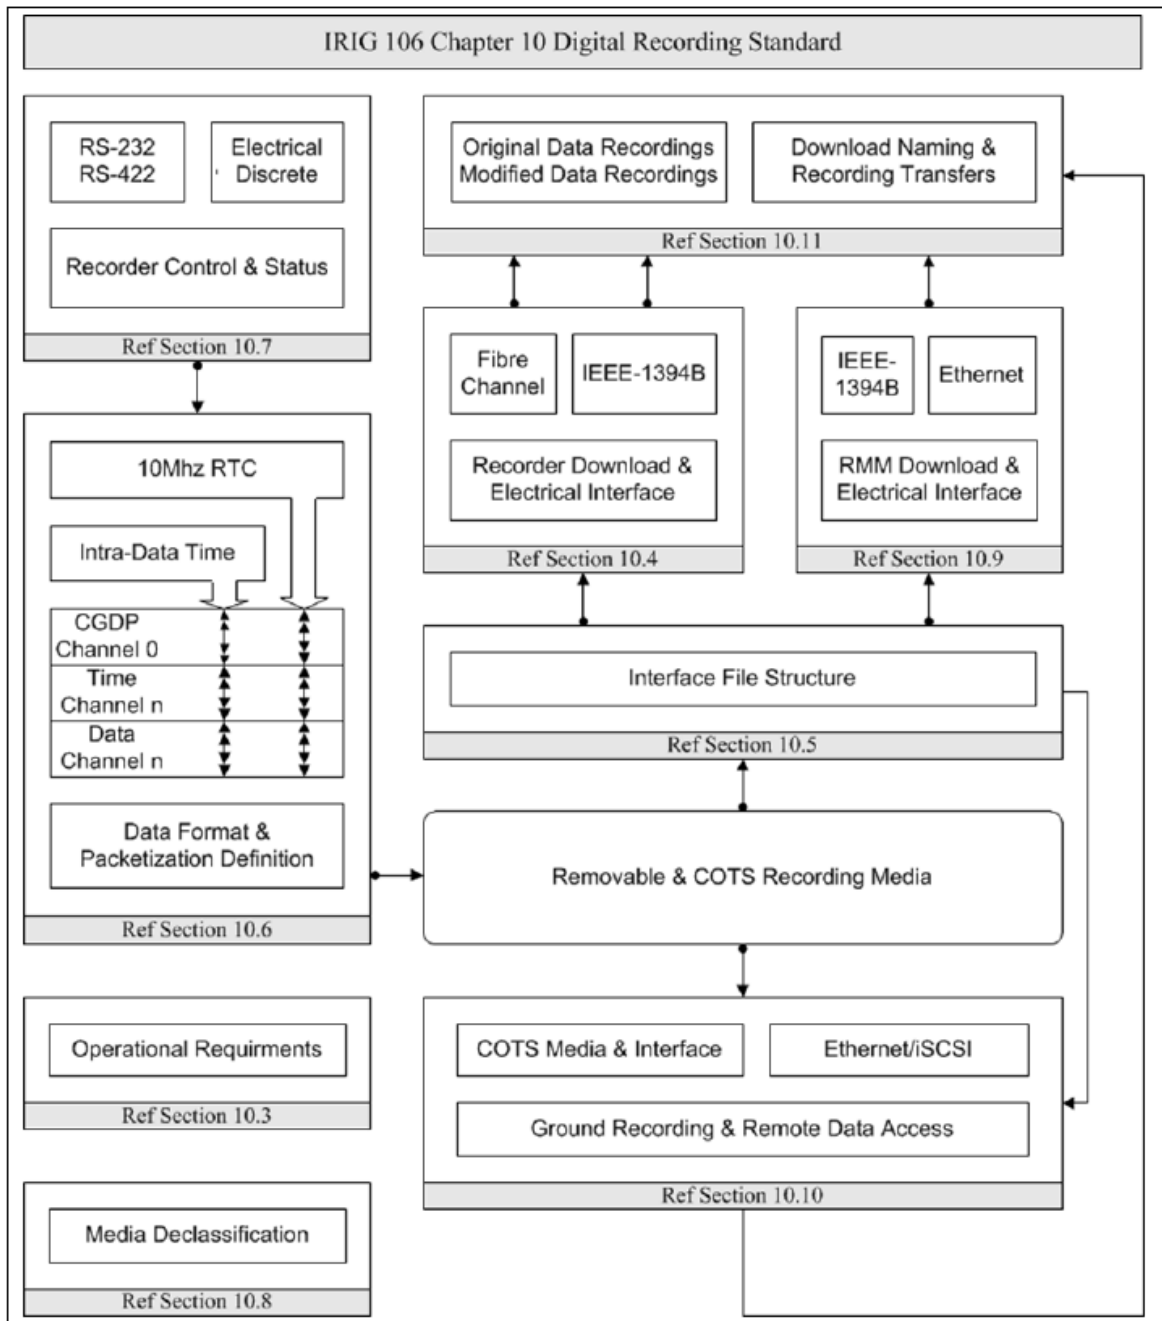 IRIG 106 Chapter 10 Digital Recording Standard
RS-232
RS-422
Electrical
Discrete
Recorder Control & Status
Ref Section 10.7
10Mhz RTC
Intra-Data Time
CGDP
Channel 0
Time
Channel n
Data
Channel n
Data Format &
Packetization Definition
Ref Section 10.6
Operational Requirments
Ref Section 10.3
Media Declassification
Ref Section 10.8
Original Data Recordings
Modified Data Recordings
Download Naming &
Recording Transfers
Ref Section 10.11
Fibre
Channel
IEEE-1394B
Recorder Download &
Electrical Interface
Ref Section 10.4
IEEE-
1394B
Ethernet
RMM Download &
Electrical Interface
Ref Section 10.9
Interface File Structure
Ref Section 10.5
Removable & COTS Recording Media
COTS Media & Interface
Ethernet/iSCSI
Ground Recording & Remote Data Access
Ref Section 10.10